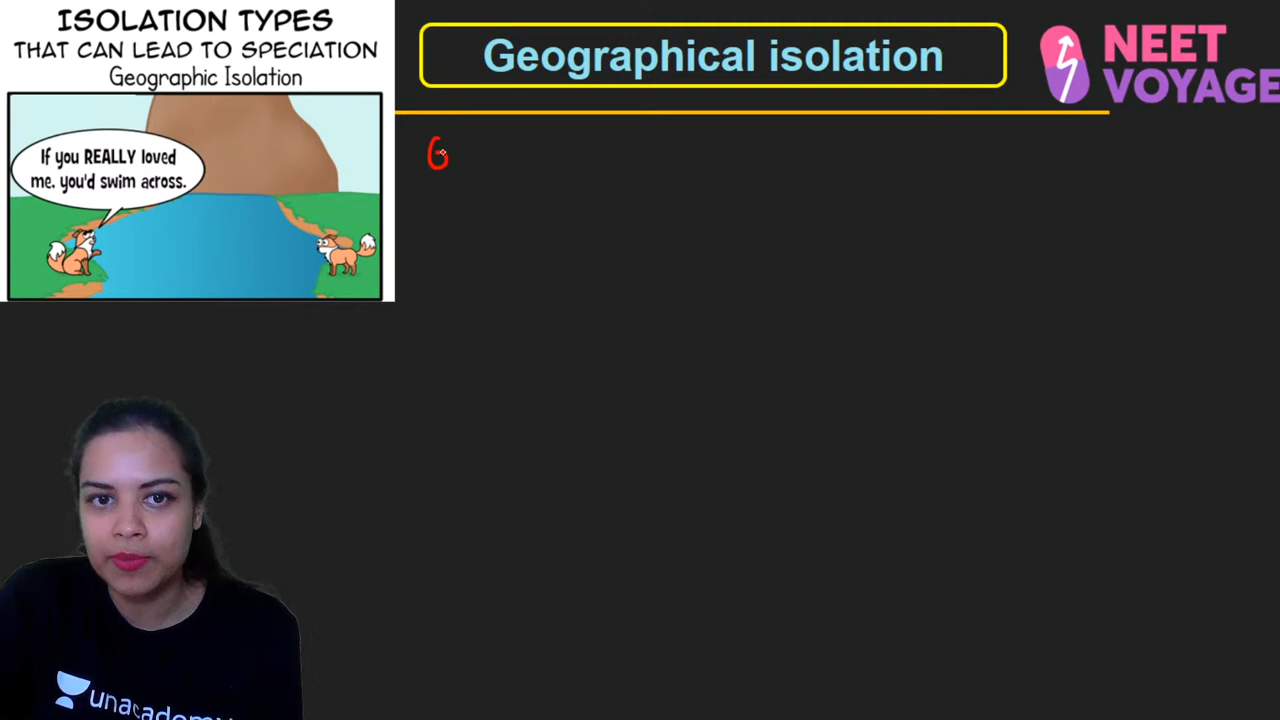 ISOLATION TYPES
THAT CAN LEAD TO SPECIATION
Geographic Isolation
If you REALLY loved
me, you'd swim across.
Geographical isolation
NEET
VOYAGE
G
unacademy